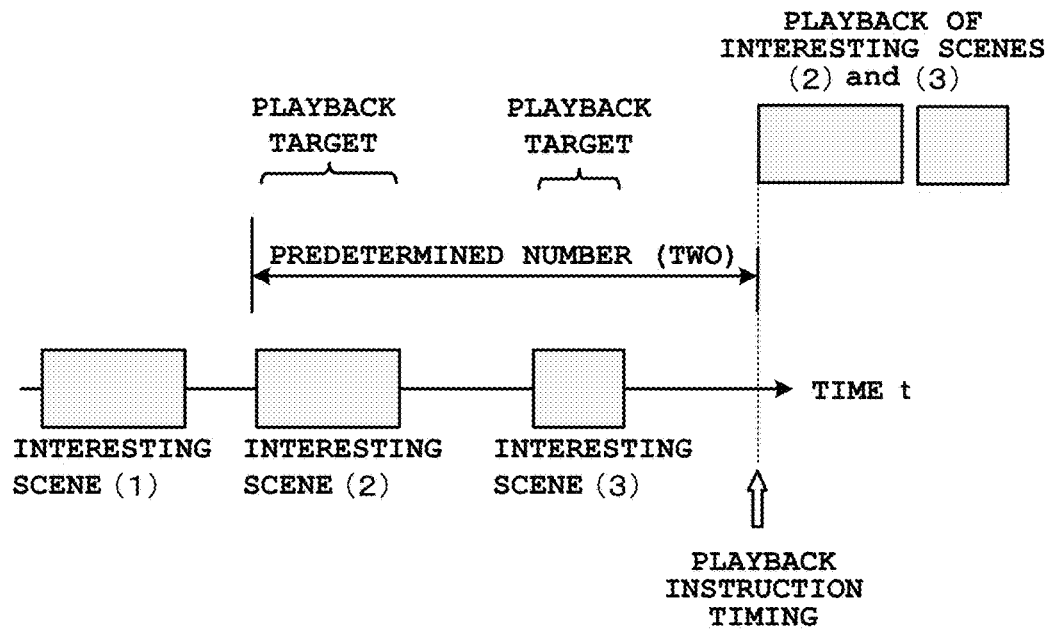 PLAYBACK OF
INTERESTING SCENES
(2) and (3)
PLAYBACK
TARGET
PLAYBACK
TARGET
PREDETERMINED NUMBER (TWO)
TIME t
INTERESTING
SCENE (1)
INTERESTING
SCENE (2)
INTERESTING
SCENE (3)
PLAYBACK
INSTRUCTION
TIMING